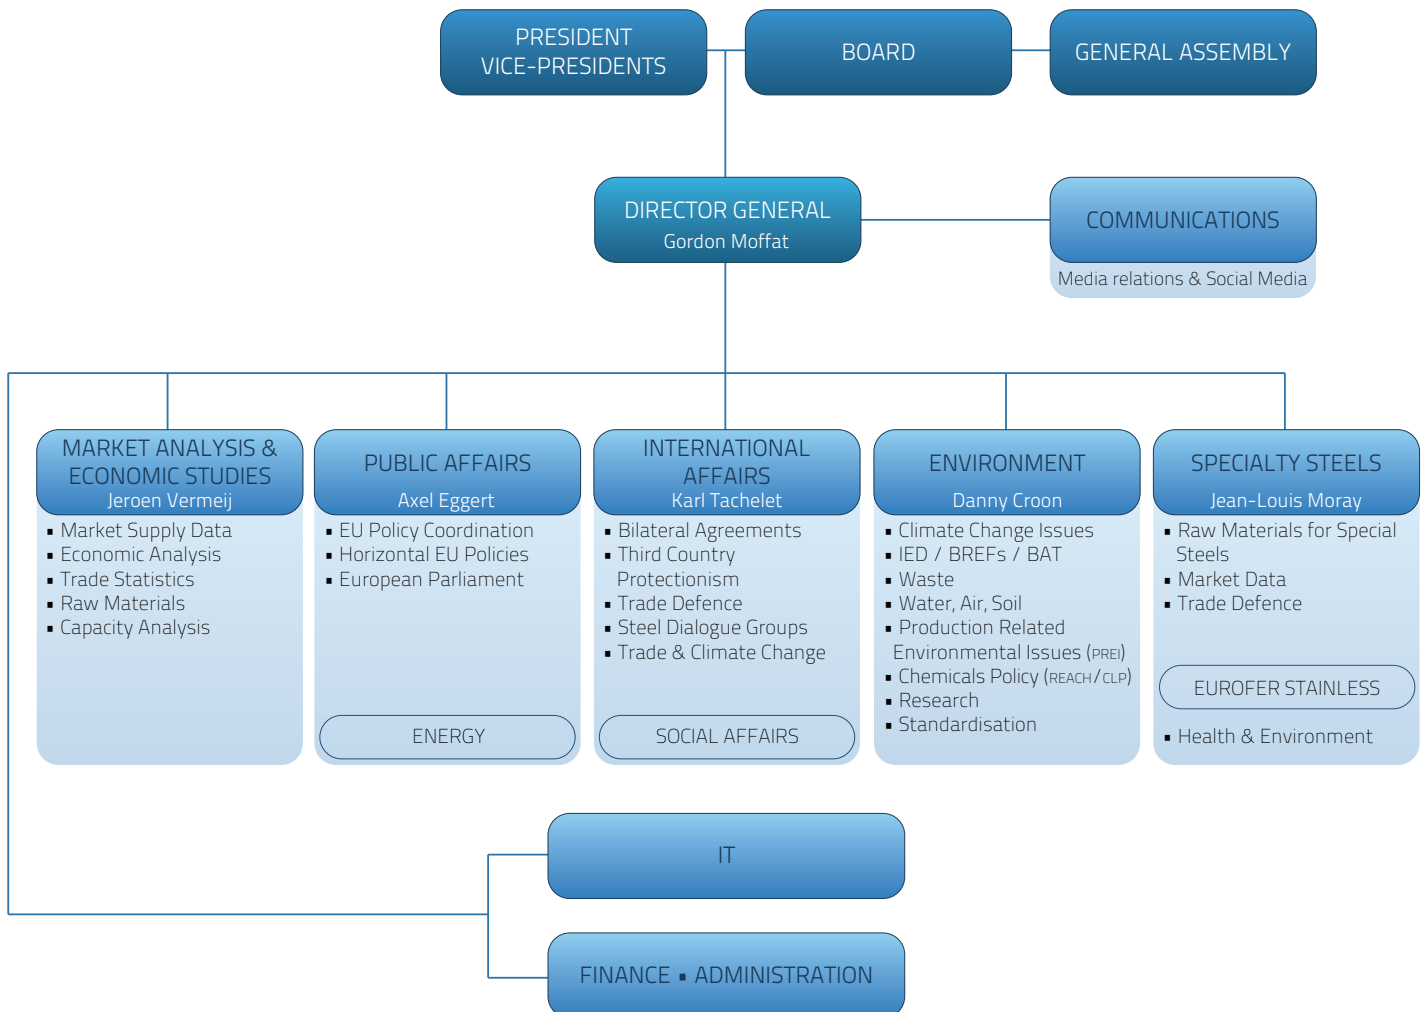 PRESIDENT
VICE-PRESIDENTS
BOARD
GENERAL ASSEMBLY
DIRECTOR GENERAL
Gordon Moffat
COMMUNICATIONS
Media relations & Social Media
MARKET ANALYSIS &
ECONOMIC STUDIES
Jeroen Vermeij
▪ Market Supply Data
▪ Economic Analysis
▪ Trade Statistics
▪ Raw Materials
▪ Capacity Analysis
PUBLIC AFFAIRS
Axel Eggert
▪ EU Policy Coordination
▪ Horizontal EU Policies
▪ European Parliament
ENERGY
INTERNATIONAL
AFFAIRS
Karl Tachelet
▪ Bilateral Agreements
▪ Third Country
Protectionism
▪ Trade Defence
▪ Steel Dialogue Groups
▪ Trade & Climate Change
SOCIAL AFFAIRS
ENVIRONMENT
Danny Croon
▪ Climate Change Issues
▪ IED / BREFs / BAT
▪ Waste
▪ Water, Air, Soil
▪ Production Related
Environmental Issues (PREI)
▪ Chemicals Policy (REACH/CLP)
▪ Research
▪ Standardisation
SPECIALTY STEELS
Jean-Louis Moray
▪ Raw Materials for Special
Steels
▪ Market Data
▪ Trade Defence
EUROFER STAINLESS
▪ Health & Environment
IT
FINANCE ▪ ADMINISTRATION